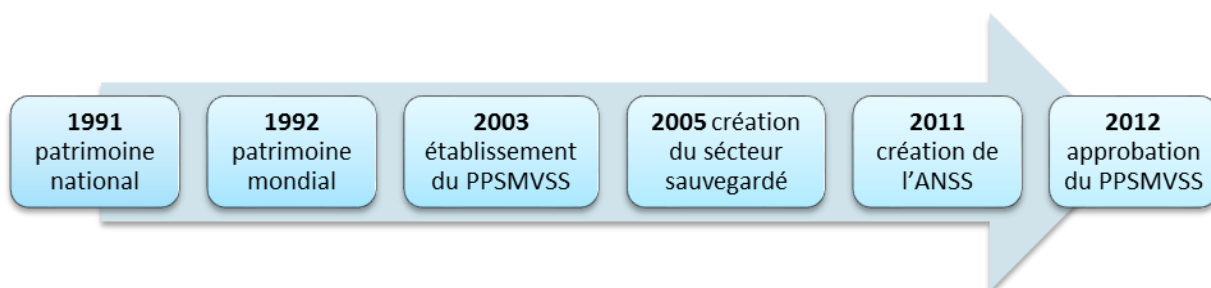 1991
patrimoine
national
1992
patrimoine
mondial
2003
établissement
du PPSMVSS
2005 création
du sécteur
sauvegardé
2011
création de
l'ANSS
2012
approbation
du PPSMVSS